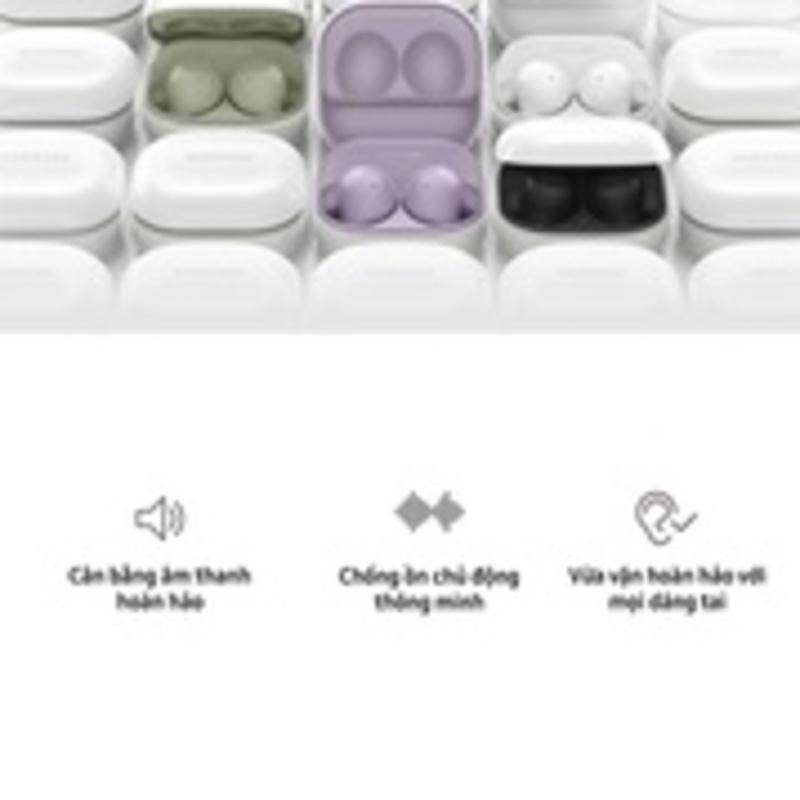 Cân bằng âm thanh
hoàn hảo
Chống ồn chủ động
thông minh
Vừa vặn hoàn hảo với
mọi dáng tai